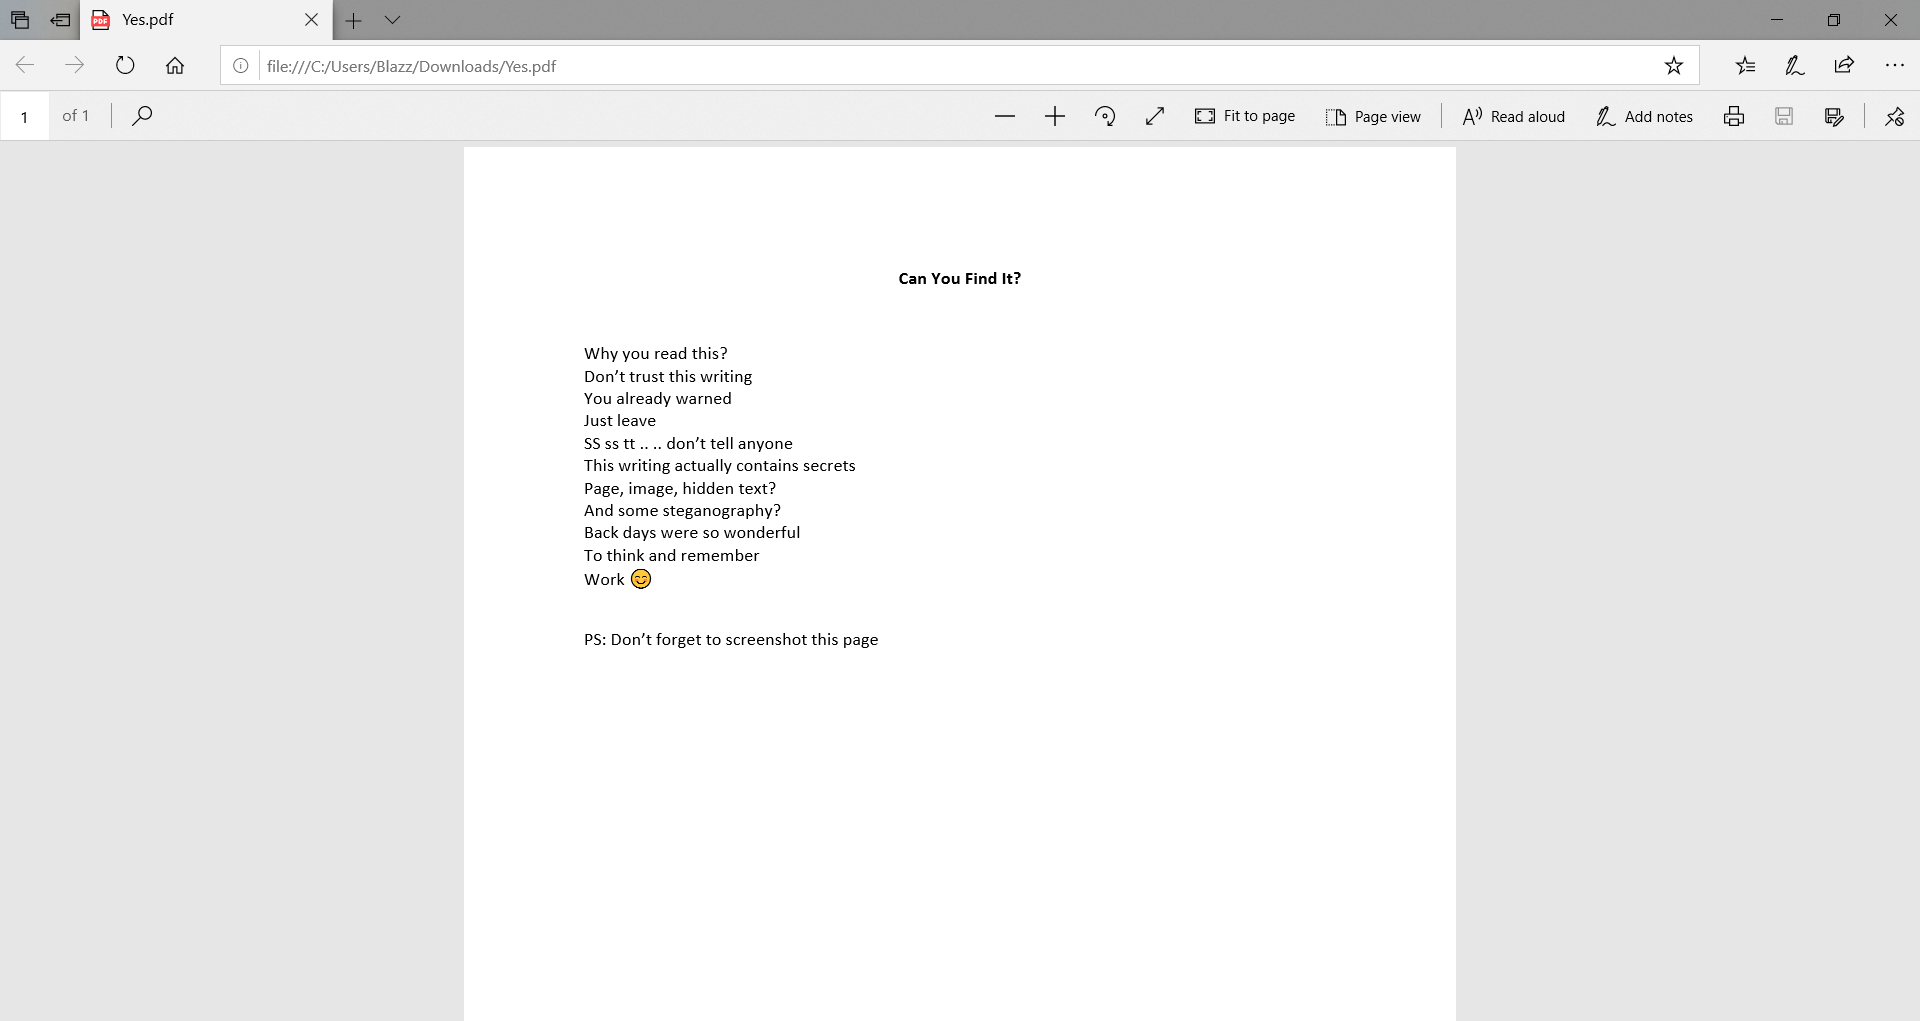 Yes.pdf
file:///C:/Users/Blazz/Downloads/Yes.pdf
1 of 1 Fit to page Page view Read aloud Add notes
Can You Find It?
Why you read this?
Don’t trust this writing
You already warned
Just leave
SS ss tt .. .. don’t tell anyone
This writing actually contains secrets
Page, image, hidden text?
And some steganography?
Back days were so wonderful
To think and remember
Work 😊
PS: Don’t forget to screenshot this page